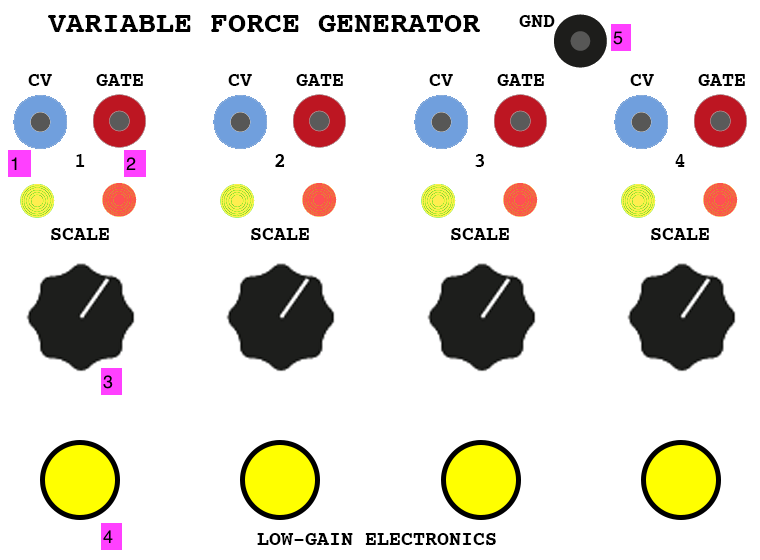 VARIABLE FORCE GENERATOR
GND
5
CV GATE CV GATE CV GATE CV GATE
1 1 2 2 3 4
SCALE SCALE SCALE SCALE
3
4
LOW-GAIN ELECTRONICS